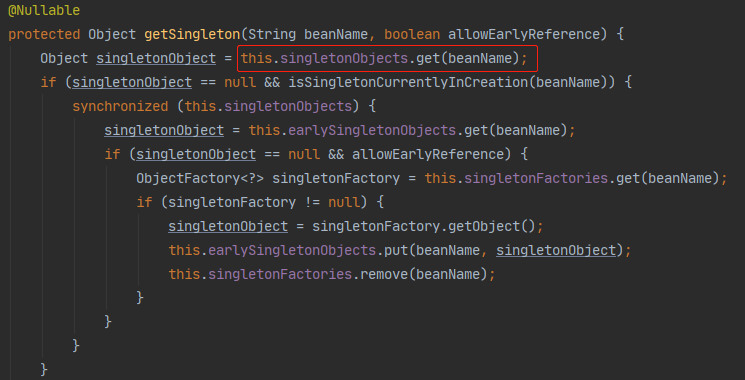 @Nullable
protected Object getSingleton(String beanName, boolean allowEarlyReference) {
    Object singletonObject = this.singletonObjects.get(beanName);
    if (singletonObject == null && isSingletonCurrentlyInCreation(beanName)) {
        synchronized (this.singletonObjects) {
            singletonObject = this.earlySingletonObjects.get(beanName);
            if (singletonObject == null && allowEarlyReference) {
                ObjectFactory<?> singletonFactory = this.singletonFactories.get(beanName);
                if (singletonFactory != null) {
                    singletonObject = singletonFactory.getObject();
                    this.earlySingletonObjects.put(beanName, singletonObject);
                    this.singletonFactories.remove(beanName);
                }
            }
        }
    }